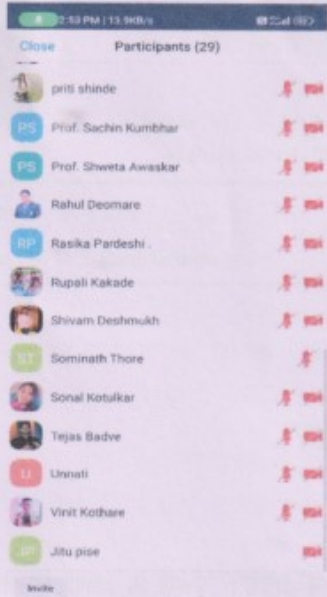 2:53 PM | 13.9KB/s
Close
Participants (29)
priti shinde
PS
Prof. Sachin Kumbhar
PS
Prof. Shweta Awaskar
Rahul Deomare
RP
Rasika Pardeshi .
Rupali Kakade
Shivam Deshmukh
ST
Sominath Thore
Sonal Kotulkar
Tejas Badve
U
Unnati
Vinit Kothare
JP
Jitu pise
Invite